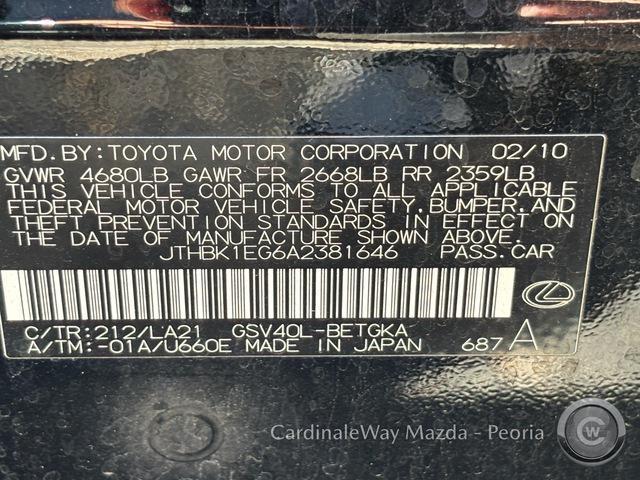 MFD. BY: TOYOTA MOTOR CORPORATION 02/10
GVWR 4680LB GAWR FR 2668LB RR 2359LB
THIS VEHICLE CONFORMS TO ALL APPLICABLE
FEDERAL MOTOR VEHICLE SAFETY, BUMPER, AND
THEFT PREVENTION STANDARDS IN EFFECT ON
THE DATE OF MANUFACTURE SHOWN ABOVE.
JTHBK1EG6A2381646 PASS. CAR
C/TR: 212/LA21 GSV40L-BETGKA
A/TM: -01A/U660E MADE IN JAPAN 687 A
CardinaleWay Mazda - Peoria
CW